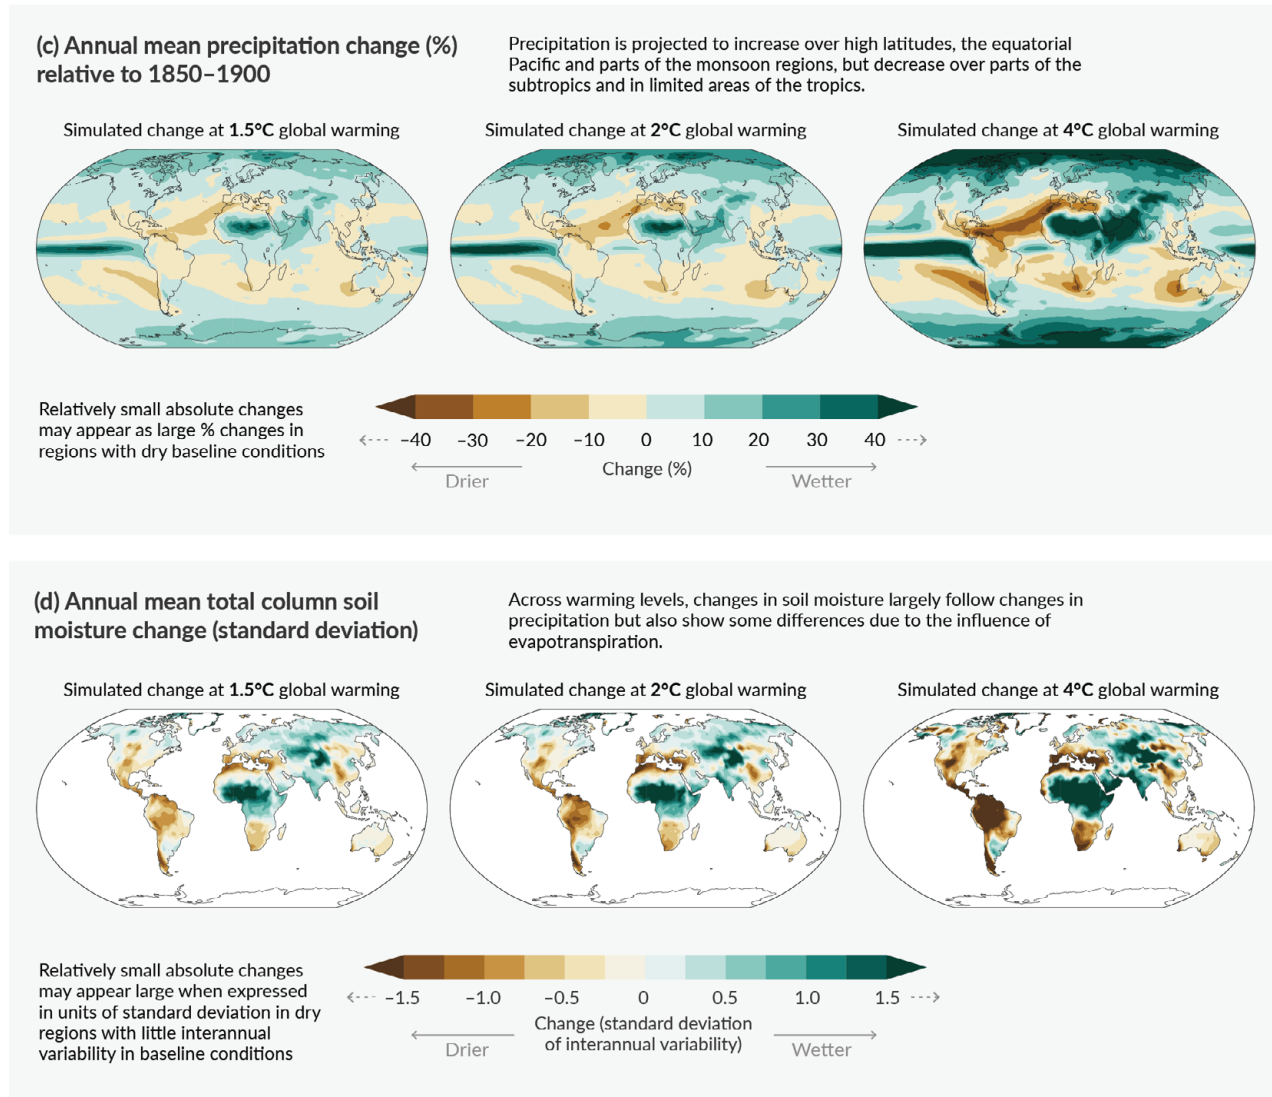 (c) Annual mean precipitation change (%)
relative to 1850–1900
Precipitation is projected to increase over high latitudes, the equatorial
Pacific and parts of the monsoon regions, but decrease over parts of the
subtropics and in limited areas of the tropics.
Simulated change at 1.5°C global warming
Simulated change at 2°C global warming
Simulated change at 4°C global warming
Relatively small absolute changes
may appear as large % changes in
regions with dry baseline conditions
–40 –30 –20 –10 0 10 20 30 40
Change (%)
Drier
Wetter
(d) Annual mean total column soil
moisture change (standard deviation)
Across warming levels, changes in soil moisture largely follow changes in
precipitation but also show some differences due to the influence of
evapotranspiration.
Simulated change at 1.5°C global warming
Simulated change at 2°C global warming
Simulated change at 4°C global warming
Relatively small absolute changes
may appear large when expressed
in units of standard deviation in dry
regions with little interannual
variability in baseline conditions
–1.5 –1.0 –0.5 0 0.5 1.0 1.5
Change (standard deviation
of interannual variability)
Drier
Wetter